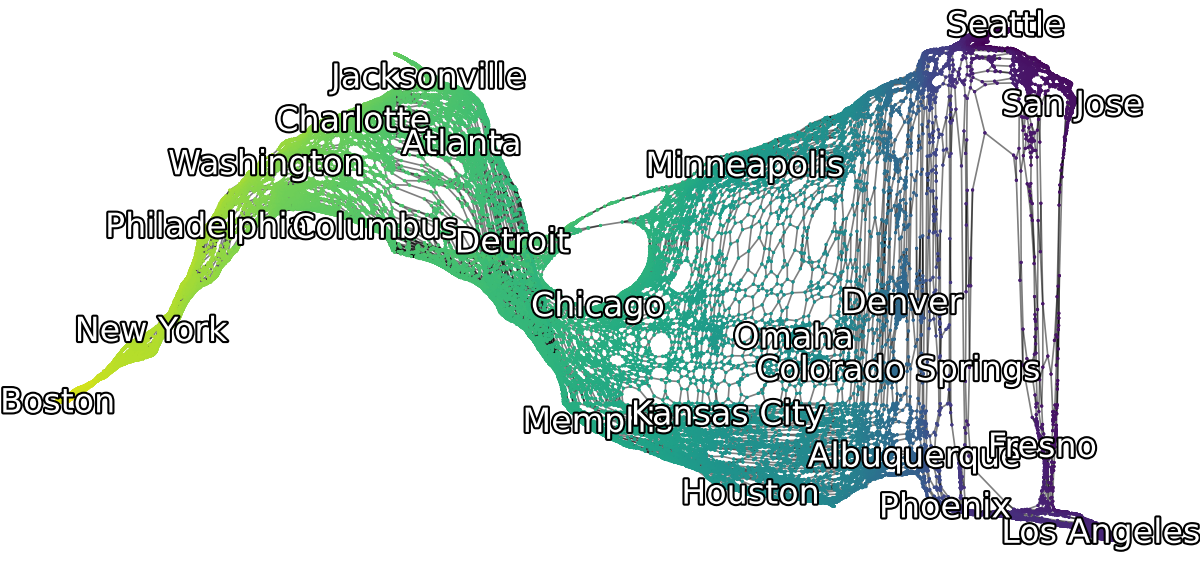 Seattle
Jacksonville
San Jose
Charlotte
Atlanta
Washington
Minneapolis
Philadelphia
Columbus
Detroit
Chicago
Denver
New York
Omaha
Colorado Springs
Boston
Memphis
Kansas City
Albuquerque
Fresno
Houston
Phoenix
Los Angeles